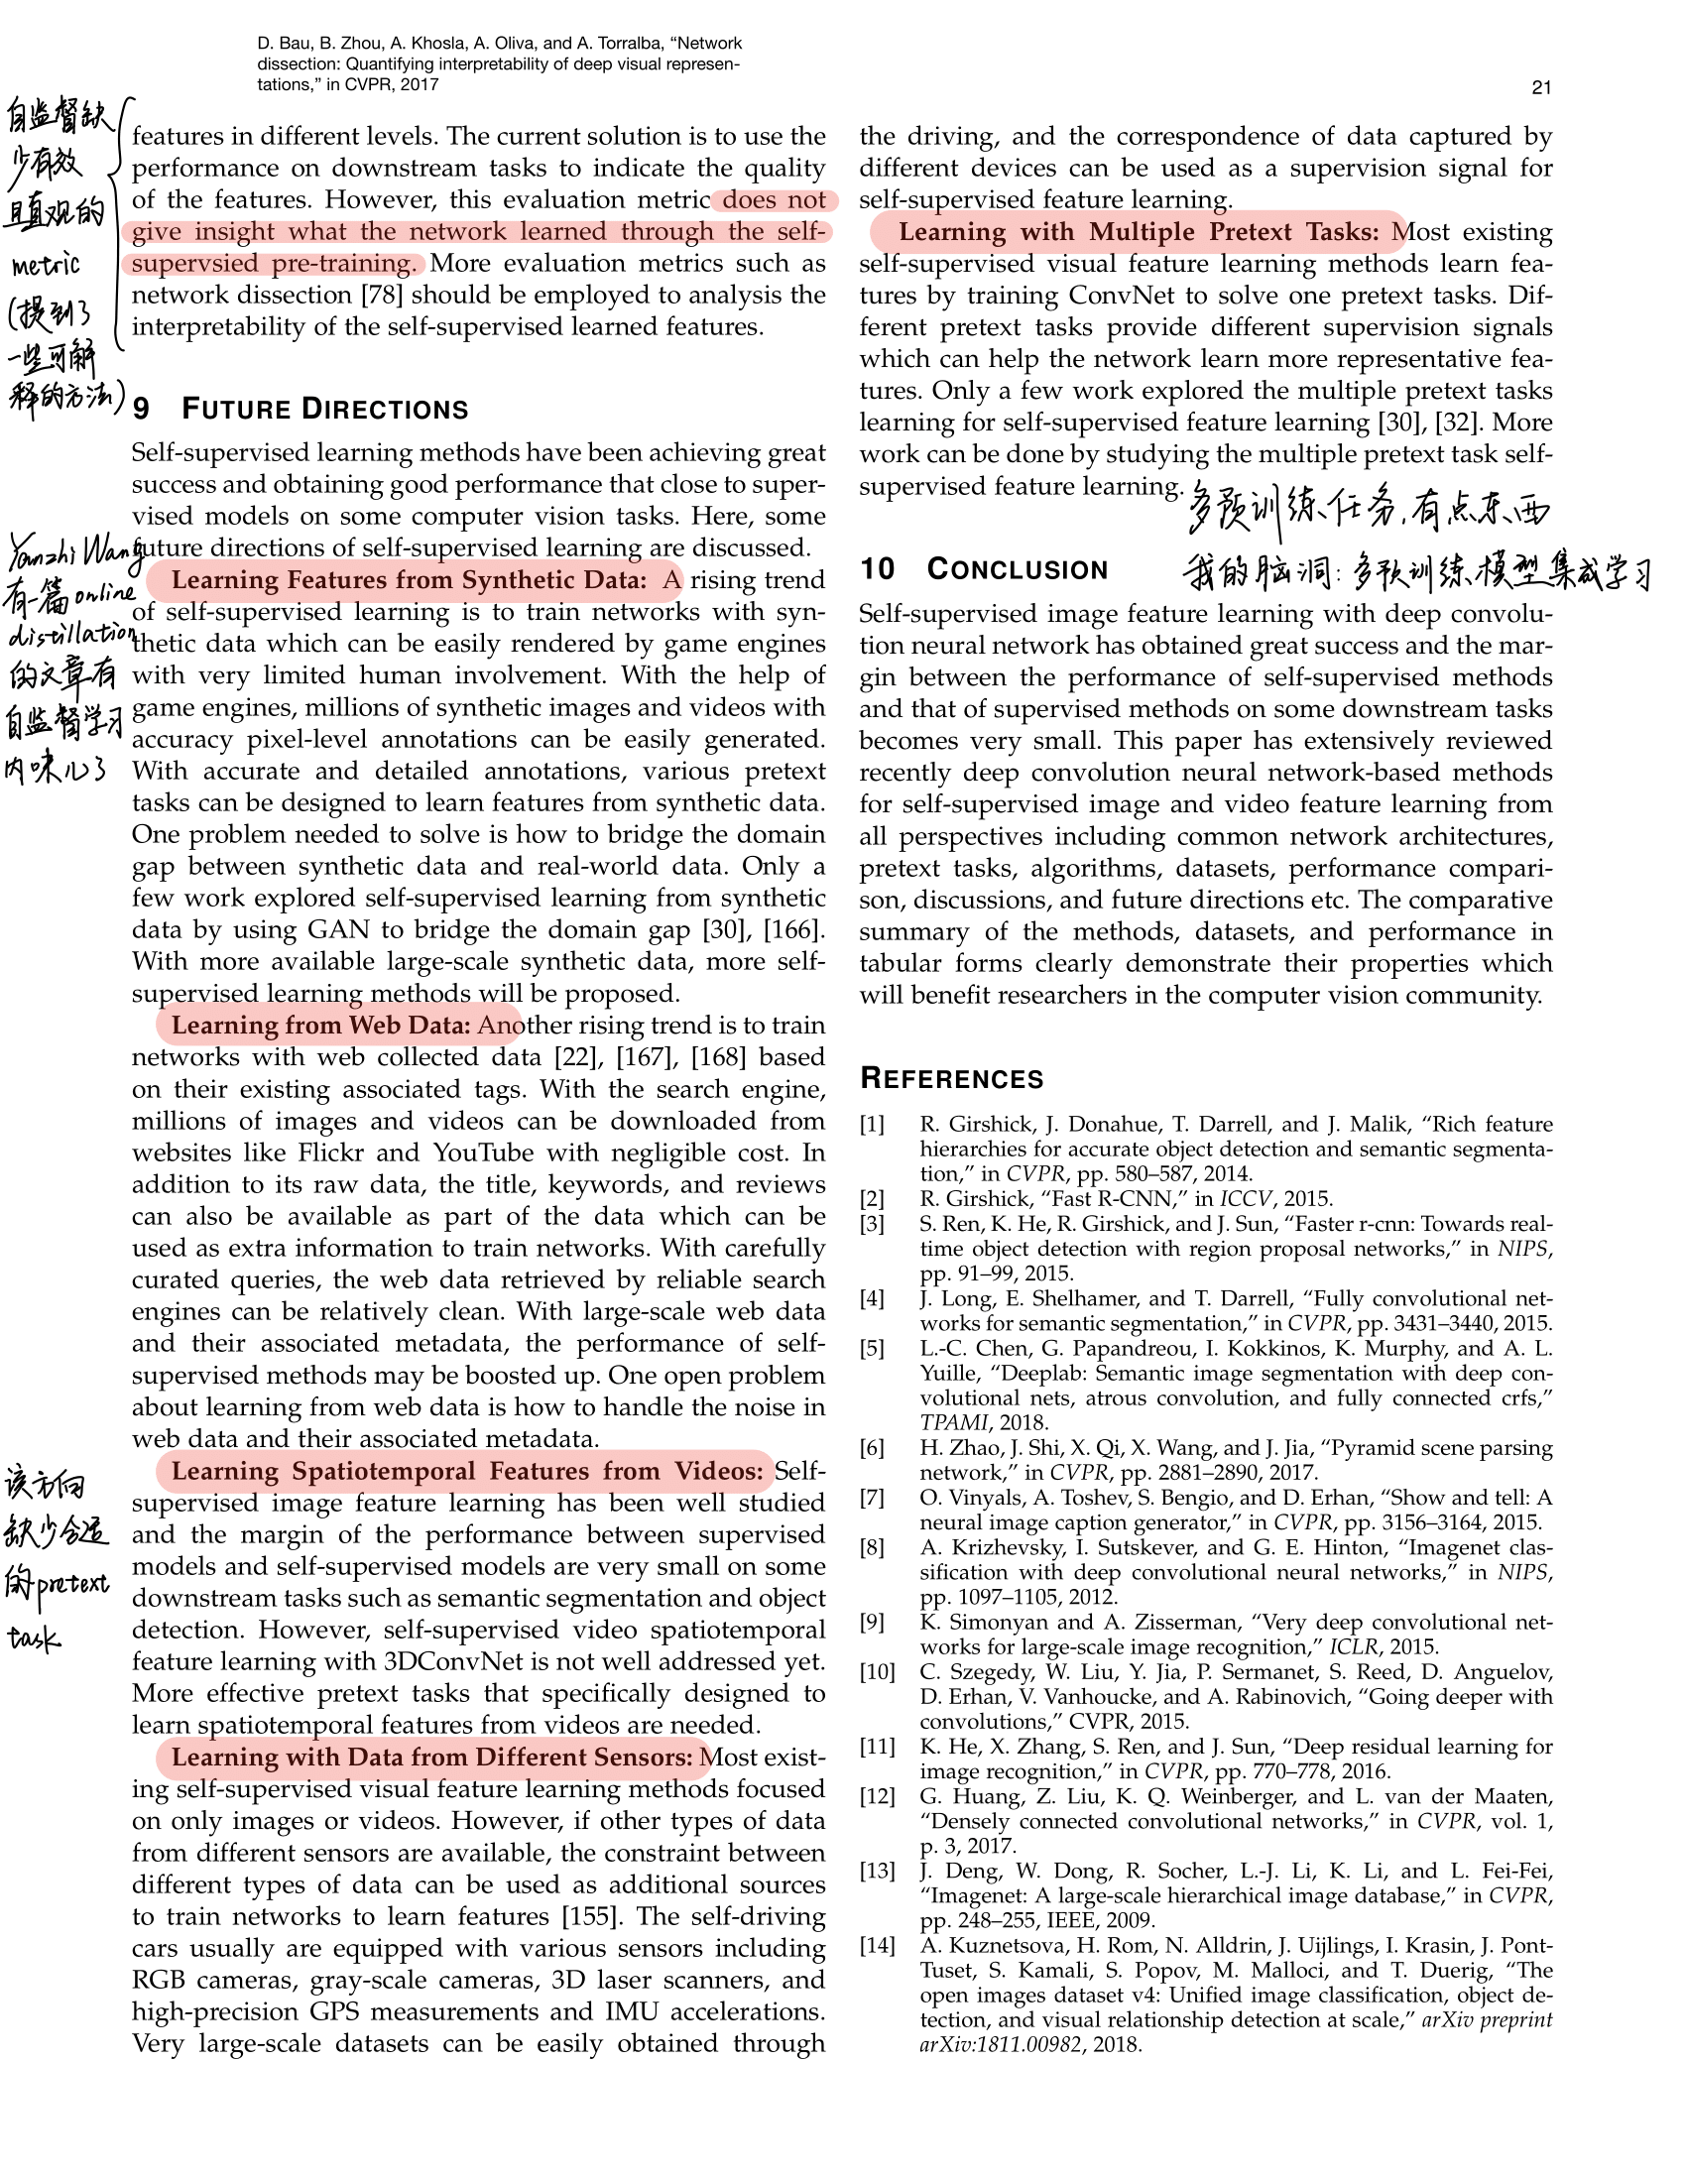 D. Bau, B. Zhou, A. Khosla, A. Oliva, and A. Torralba, “Network
dissection: Quantifying interpretability of deep visual represen-
tations,” in CVPR, 2017
21
自监督缺
少有效
且直观的
metric
(提到了
一些可解
释的方法)
features in different levels. The current solution is to use the
performance on downstream tasks to indicate the quality
of the features. However, this evaluation metric does not
give insight what the network learned through the self-
supervsied pre-training. More evaluation metrics such as
network dissection [78] should be employed to analysis the
interpretability of the self-supervised learned features.
9 FUTURE DIRECTIONS
Self-supervised learning methods have been achieving great
success and obtaining good performance that close to super-
vised models on some computer vision tasks. Here, some
future directions of self-supervised learning are discussed.
Yanzhi Wang
有一篇online
distillation
的文章有
自监督学习
内味儿了
Learning Features from Synthetic Data: A rising trend
of self-supervised learning is to train networks with syn-
thetic data which can be easily rendered by game engines
with very limited human involvement. With the help of
game engines, millions of synthetic images and videos with
accuracy pixel-level annotations can be easily generated.
With accurate and detailed annotations, various pretext
tasks can be designed to learn features from synthetic data.
One problem needed to solve is how to bridge the domain
gap between synthetic data and real-world data. Only a
few work explored self-supervised learning from synthetic
data by using GAN to bridge the domain gap [30], [166].
With more available large-scale synthetic data, more self-
supervised learning methods will be proposed.
Learning from Web Data: Another rising trend is to train
networks with web collected data [22], [167], [168] based
on their existing associated tags. With the search engine,
millions of images and videos can be downloaded from
websites like Flickr and YouTube with negligible cost. In
addition to its raw data, the title, keywords, and reviews
can also be available as part of the data which can be
used as extra information to train networks. With carefully
curated queries, the web data retrieved by reliable search
engines can be relatively clean. With large-scale web data
and their associated metadata, the performance of self-
supervised methods may be boosted up. One open problem
about learning from web data is how to handle the noise in
web data and their associated metadata.
该方向
缺少合适
的pretext
task
Learning Spatiotemporal Features from Videos: Self-
supervised image feature learning has been well studied
and the margin of the performance between supervised
models and self-supervised models are very small on some
downstream tasks such as semantic segmentation and object
detection. However, self-supervised video spatiotemporal
feature learning with 3DConvNet is not well addressed yet.
More effective pretext tasks that specifically designed to
learn spatiotemporal features from videos are needed.
Learning with Data from Different Sensors: Most exist-
ing self-supervised visual feature learning methods focused
on only images or videos. However, if other types of data
from different sensors are available, the constraint between
different types of data can be used as additional sources
to train networks to learn features [155]. The self-driving
cars usually are equipped with various sensors including
RGB cameras, gray-scale cameras, 3D laser scanners, and
high-precision GPS measurements and IMU accelerations.
Very large-scale datasets can be easily obtained through
the driving, and the correspondence of data captured by
different devices can be used as a supervision signal for
self-supervised feature learning.
Learning with Multiple Pretext Tasks: Most existing
self-supervised visual feature learning methods learn fea-
tures by training ConvNet to solve one pretext tasks. Dif-
ferent pretext tasks provide different supervision signals
which can help the network learn more representative fea-
tures. Only a few work explored the multiple pretext tasks
learning for self-supervised feature learning [30], [32]. More
work can be done by studying the multiple pretext task self-
supervised feature learning.
多预训练任务，有点东西
我的脑洞：多预训练模型集成学习
10 CONCLUSION
Self-supervised image feature learning with deep convolu-
tion neural network has obtained great success and the mar-
gin between the performance of self-supervised methods
and that of supervised methods on some downstream tasks
becomes very small. This paper has extensively reviewed
recently deep convolution neural network-based methods
for self-supervised image and video feature learning from
all perspectives including common network architectures,
pretext tasks, algorithms, datasets, performance compari-
son, discussions, and future directions etc. The comparative
summary of the methods, datasets, and performance in
tabular forms clearly demonstrate their properties which
will benefit researchers in the computer vision community.
REFERENCES
[1] R. Girshick, J. Donahue, T. Darrell, and J. Malik, “Rich feature
hierarchies for accurate object detection and semantic segmenta-
tion,” in CVPR, pp. 580–587, 2014.
[2] R. Girshick, “Fast R-CNN,” in ICCV, 2015.
[3] S. Ren, K. He, R. Girshick, and J. Sun, “Faster r-cnn: Towards real-
time object detection with region proposal networks,” in NIPS,
pp. 91–99, 2015.
[4] J. Long, E. Shelhamer, and T. Darrell, “Fully convolutional net-
works for semantic segmentation,” in CVPR, pp. 3431–3440, 2015.
[5] L.-C. Chen, G. Papandreou, I. Kokkinos, K. Murphy, and A. L.
Yuille, “Deeplab: Semantic image segmentation with deep con-
volutional nets, atrous convolution, and fully connected crfs,”
TPAMI, 2018.
[6] H. Zhao, J. Shi, X. Qi, X. Wang, and J. Jia, “Pyramid scene parsing
network,” in CVPR, pp. 2881–2890, 2017.
[7] O. Vinyals, A. Toshev, S. Bengio, and D. Erhan, “Show and tell: A
neural image caption generator,” in CVPR, pp. 3156–3164, 2015.
[8] A. Krizhevsky, I. Sutskever, and G. E. Hinton, “Imagenet clas-
sification with deep convolutional neural networks,” in NIPS,
pp. 1097–1105, 2012.
[9] K. Simonyan and A. Zisserman, “Very deep convolutional net-
works for large-scale image recognition,” ICLR, 2015.
[10] C. Szegedy, W. Liu, Y. Jia, P. Sermanet, S. Reed, D. Anguelov,
D. Erhan, V. Vanhoucke, and A. Rabinovich, “Going deeper with
convolutions,” CVPR, 2015.
[11] K. He, X. Zhang, S. Ren, and J. Sun, “Deep residual learning for
image recognition,” in CVPR, pp. 770–778, 2016.
[12] G. Huang, Z. Liu, K. Q. Weinberger, and L. van der Maaten,
“Densely connected convolutional networks,” in CVPR, vol. 1,
p. 3, 2017.
[13] J. Deng, W. Dong, R. Socher, L.-J. Li, K. Li, and L. Fei-Fei,
“Imagenet: A large-scale hierarchical image database,” in CVPR,
pp. 248–255, IEEE, 2009.
[14] A. Kuznetsova, H. Rom, N. Alldrin, J. Uijlings, I. Krasin, J. Pont-
Tuset, S. Kamali, S. Popov, M. Malloci, and T. Duerig, “The
open images dataset v4: Unified image classification, object de-
tection, and visual relationship detection at scale,” arXiv preprint
arXiv:1811.00982, 2018.